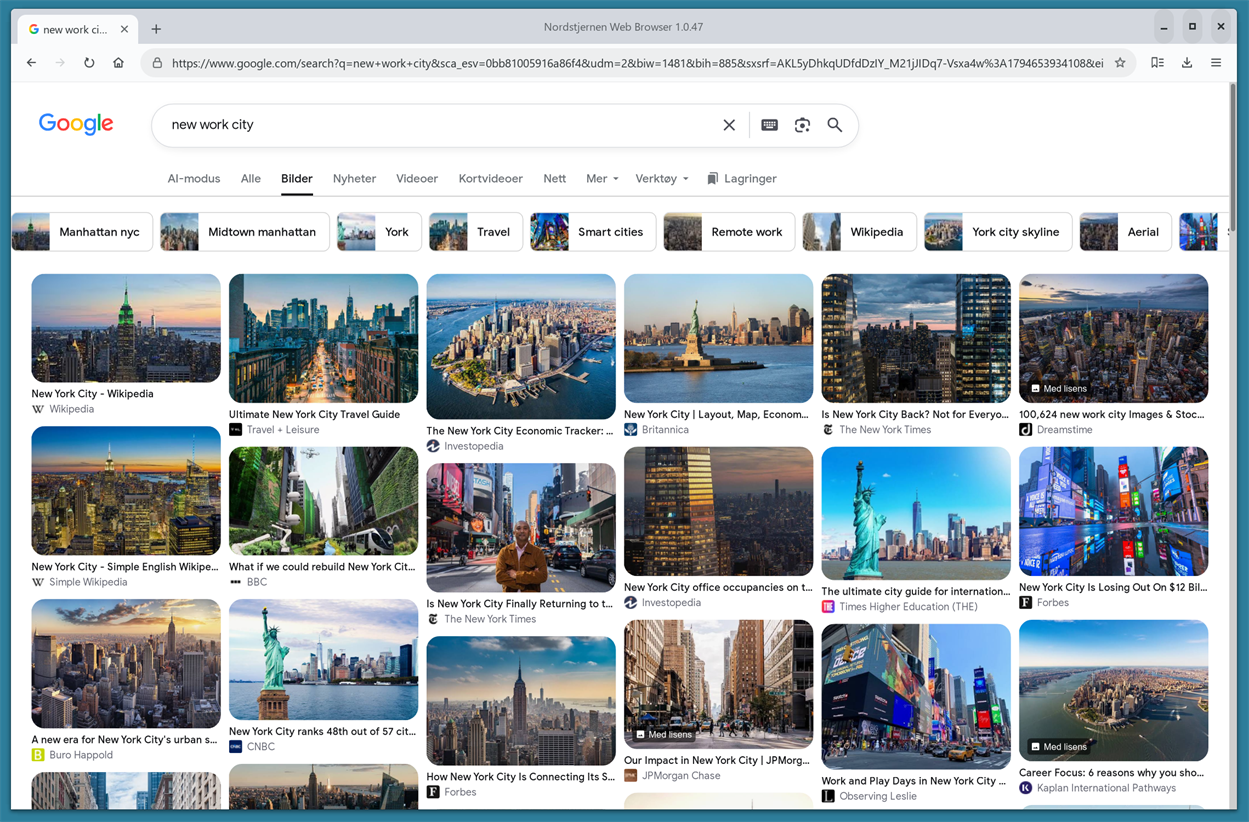 new work ci...
Nordstjernen Web Browser 1.0.47
https://www.google.com/search?q=new+work+city&sca_esv=0bb81005916a86f4&udm=2&biw=1481&bih=885&sxsrf=AKL5yDhkqUDfdDzIY_M21jJIDq7-Vsxa4w%3A1794653934108&ei
Google
new work city
AI-modus Alle Bilder Nyheter Videoer Kortvideoer Nett Mer Verktøy Lagringer
Manhattan nyc Midtown manhattan York Travel Smart cities Remote work Wikipedia York city skyline Aerial
New York City - Wikipedia
Wikipedia
Ultimate New York City Travel Guide
Travel + Leisure
The New York City Economic Tracker: ...
Investopedia
New York City | Layout, Map, Econom...
Britannica
Is New York City Back? Not for Everyo...
The New York Times
Med lisens
100,624 new work city Images & Stoc...
Dreamstime
New York City - Simple English Wikipe...
Simple Wikipedia
What if we could rebuild New York Cit...
BBC
Is New York City Finally Returning to t...
The New York Times
New York City office occupancies on t...
Investopedia
The ultimate city guide for internation...
Times Higher Education (THE)
New York City Is Losing Out On $12 Bil...
Forbes
A new era for New York City's urban s...
Buro Happold
New York City ranks 48th out of 57 cit...
CNBC
How New York City Is Connecting Its S...
Forbes
Med lisens
Our Impact in New York City | JPMorg...
JPMorgan Chase
Work and Play Days in New York City ...
Observing Leslie
Med lisens
Career Focus: 6 reasons why you sho...
Kaplan International Pathways